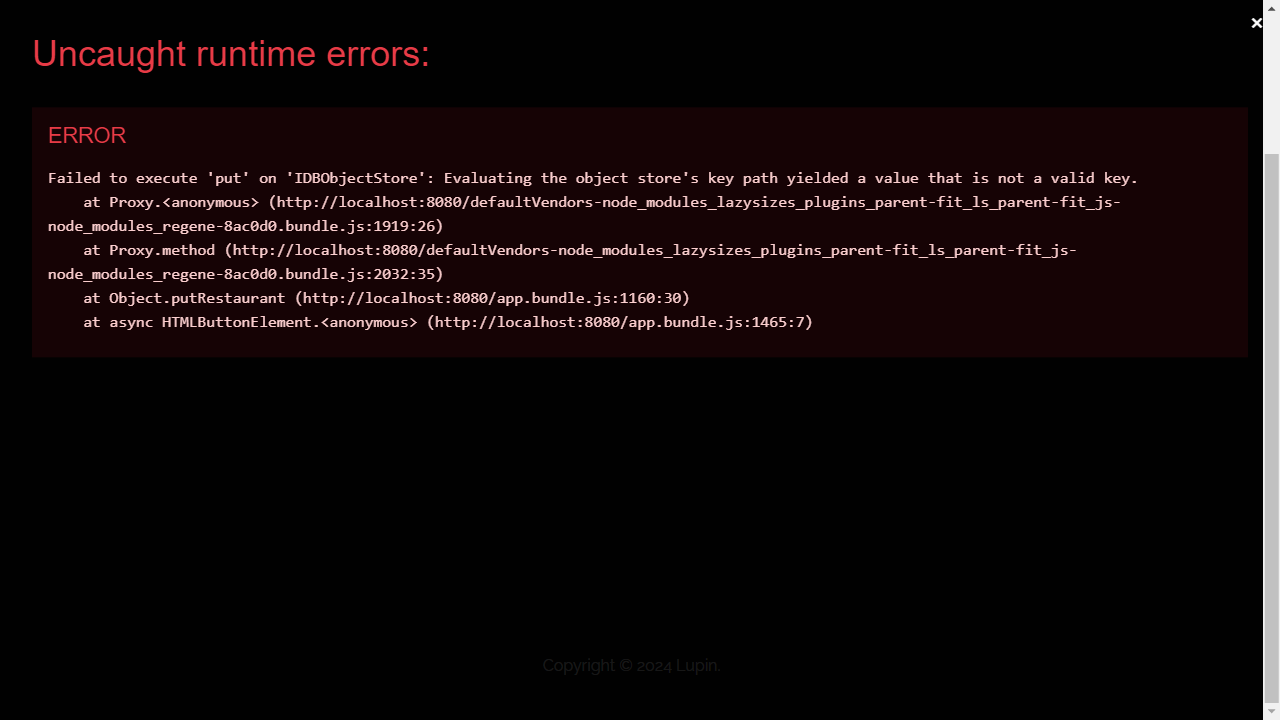 ×
Uncaught runtime errors:
ERROR
Failed to execute 'put' on 'IDBObjectStore': Evaluating the object store's key path yielded a value that is not a valid key.
    at Proxy.<anonymous> (http://localhost:8080/defaultVendors-node_modules_lazysizes_plugins_parent-fit_ls_parent-fit_js-
node_modules_regene-8ac0d0.bundle.js:1919:26)
    at Proxy.method (http://localhost:8080/defaultVendors-node_modules_lazysizes_plugins_parent-fit_ls_parent-fit_js-
node_modules_regene-8ac0d0.bundle.js:2032:35)
    at Object.putRestaurant (http://localhost:8080/app.bundle.js:1160:30)
    at async HTMLButtonElement.<anonymous> (http://localhost:8080/app.bundle.js:1465:7)
Copyright © 2024 Lupin.